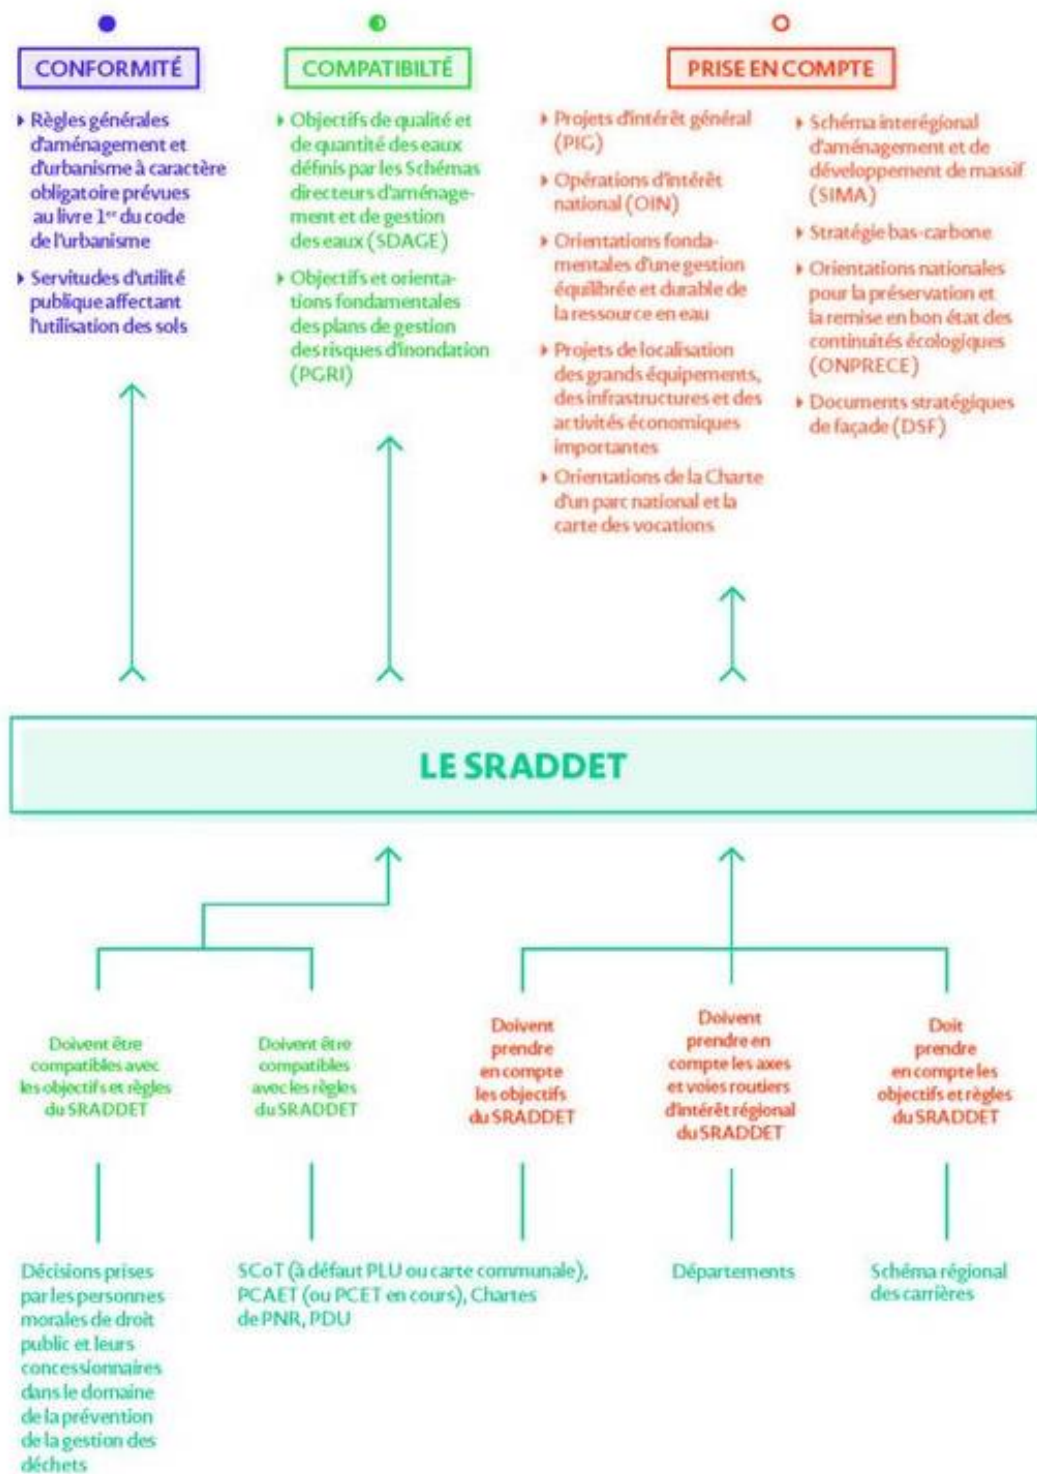 CONFORMITÉ
Règles générales
d'aménagement et
d'urbanisme à caractère
obligatoire prévues
au livre 1er du code
de l'urbanisme
Servitudes d'utilité
publique affectant
l'utilisation des sols
COMPATIBILTÉ
Objectifs de qualité et
de quantité des eaux
définis par les Schémas
directeurs d'aménage-
ment et de gestion
des eaux (SDAGE)
Objectifs et orienta-
tions fondamentales
des plans de gestion
des risques d'inondation
(PGRI)
PRISE EN COMPTE
Projets d'intérêt général
(PIG)
Opérations d'intérêt
national (OIN)
Orientations fonda-
mentales d'une gestion
équilibrée et durable de
la ressource en eau
Projets de localisation
des grands équipements,
des infrastructures et des
activités économiques
importantes
Orientations de la Charte
d'un parc national et la
carte des vocations
Schéma interégional
d'aménagement et de
développement de massif
(SIMA)
Stratégie bas-carbone
Orientations nationales
pour la préservation et
la remise en bon état des
continuités écologiques
(ONPRECE)
Documents stratégiques
de façade (DSF)
LE SRADDET
Doivent être
compatibles avec
les objectifs et règles
du SRADDET
Doivent être
compatibles
avec les règles
du SRADDET
Doivent
prendre
en compte
les objectifs
du SRADDET
Doivent
prendre en
compte les axes
et voies routiers
d'intérêt régional
du SRADDET
Doit
prendre
en compte les
objectifs et règles
du SRADDET
Décisions prises
par les personnes
morales de droit
public et leurs
concessionnaires
dans le domaine
de la prévention
de la gestion des
déchets
SCoT (à défaut PLU ou carte communale),
PCAET (ou PCET en cours), Chartes
de PNR, PDU
Départements
Schéma régional
des carrières